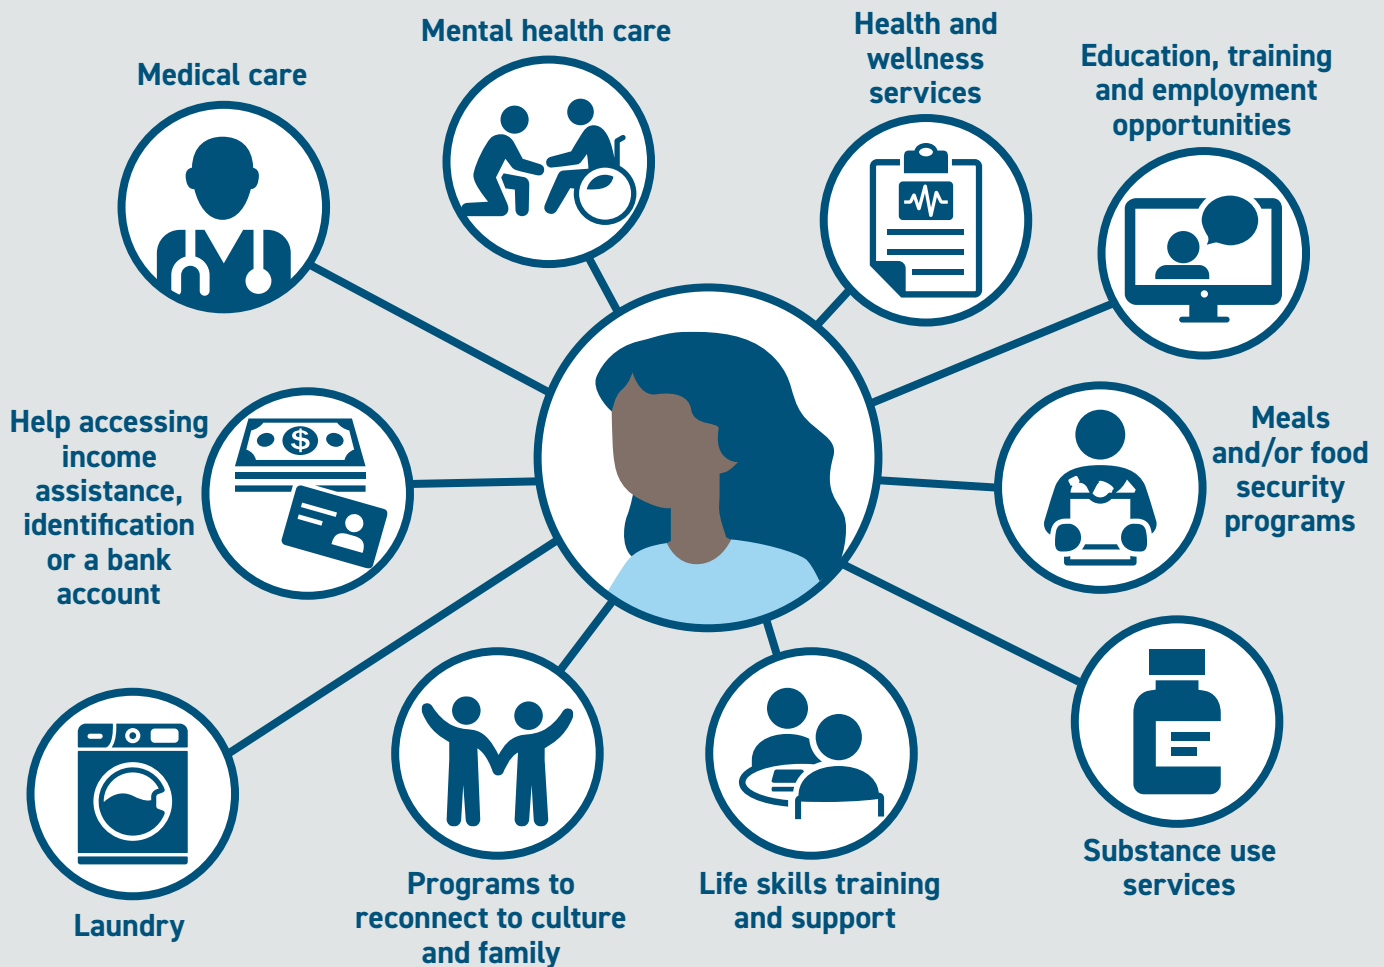 Mental health care
Health and
wellness
services
Medical care
Education, training
and employment
opportunities
Help accessing
income
assistance,
identification
or a bank
account
$
Meals
and/or food
security
programs
Laundry
Programs to
reconnect to culture
and family
Life skills training
and support
Substance use
services